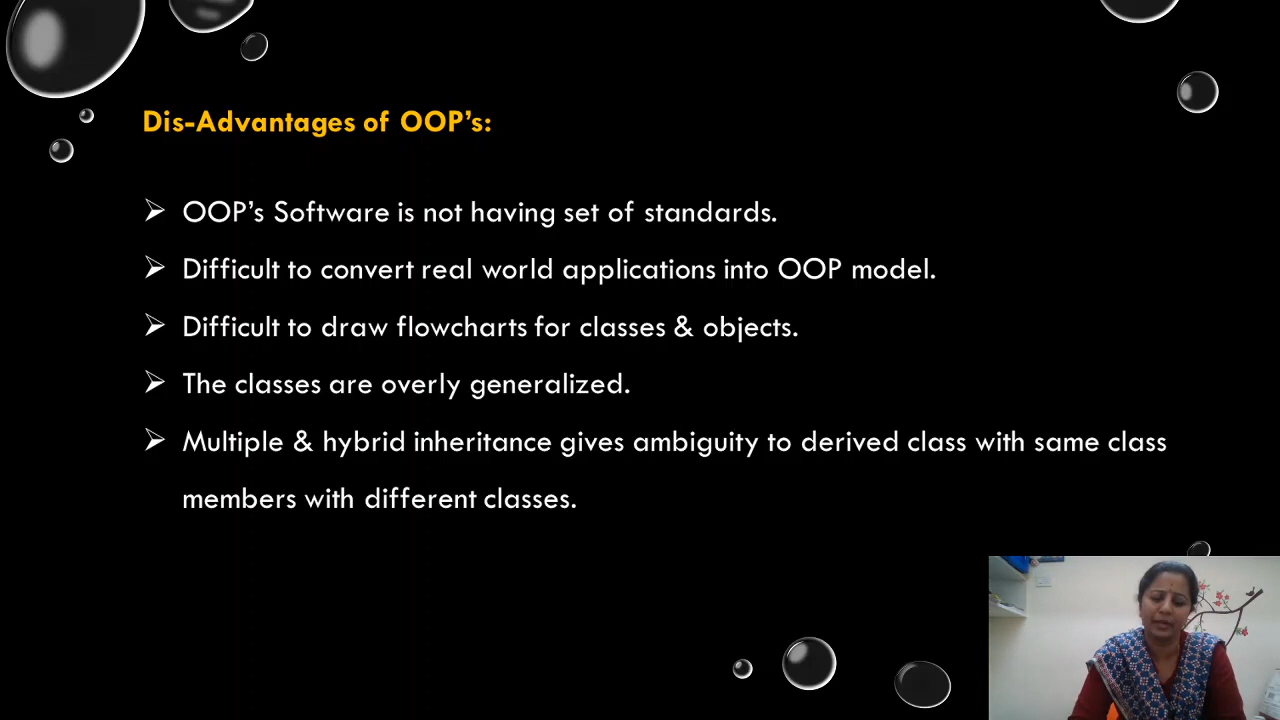 Dis-Advantages of OOP's:
➢ OOP's Software is not having set of standards.
➢ Difficult to convert real world applications into OOP model.
➢ Difficult to draw flowcharts for classes & objects.
➢ The classes are overly generalized.
➢ Multiple & hybrid inheritance gives ambiguity to derived class with same class
members with different classes.